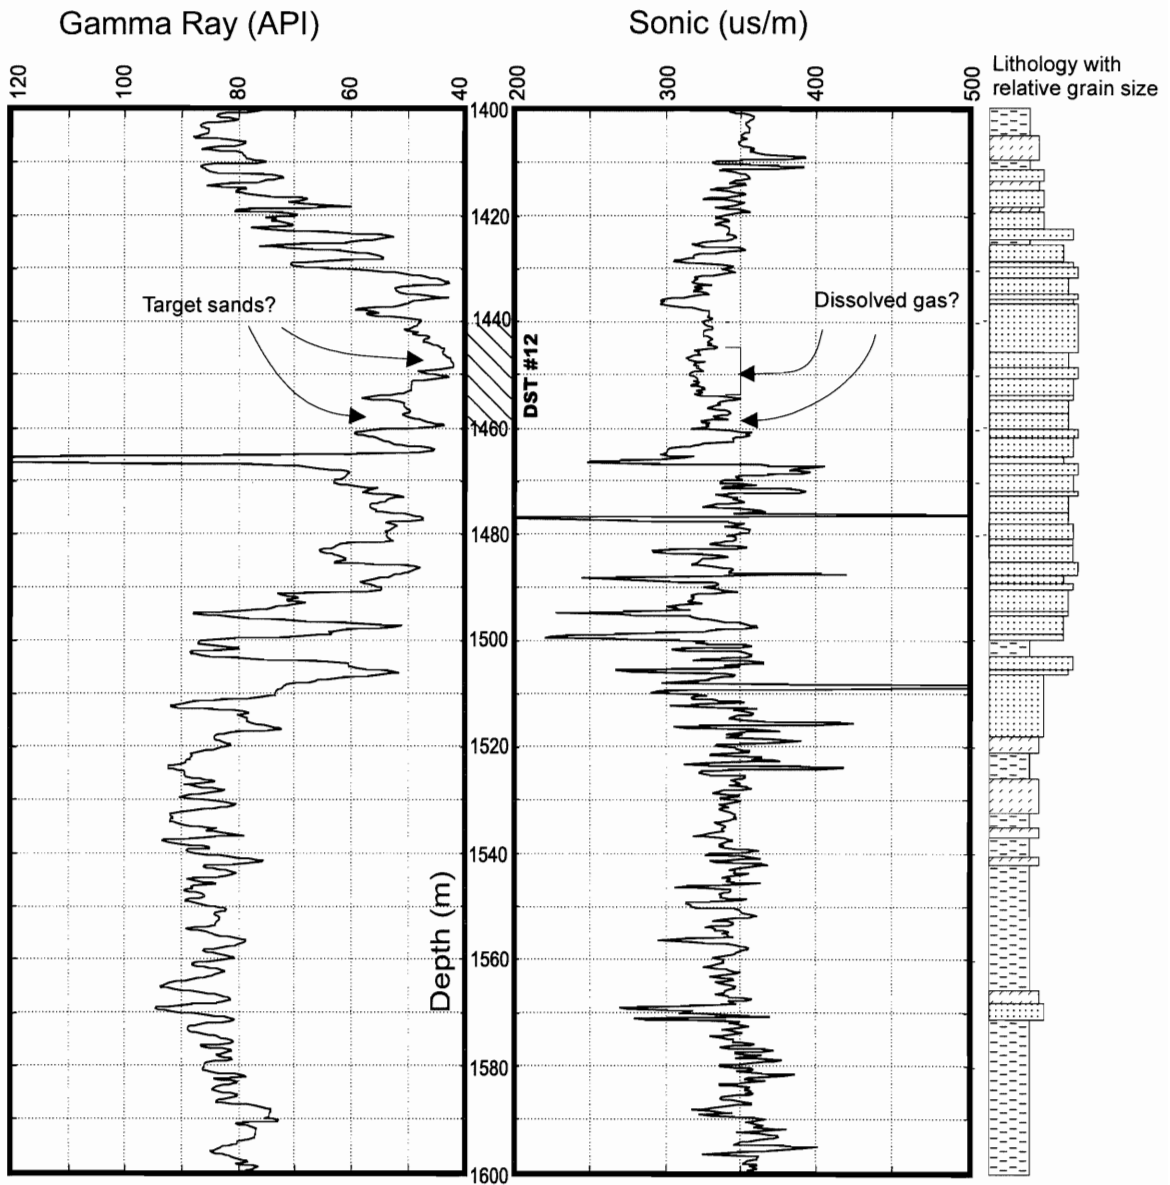 Gamma Ray (API)
Sonic (us/m)
Lithology with
relative grain size
120
100
80
60
40
200
300
400
500
1400
1420
1440
1460
1480
1500
1520
1540
1560
1580
1600
Target sands?
Dissolved gas?
DST #12
Depth (m)